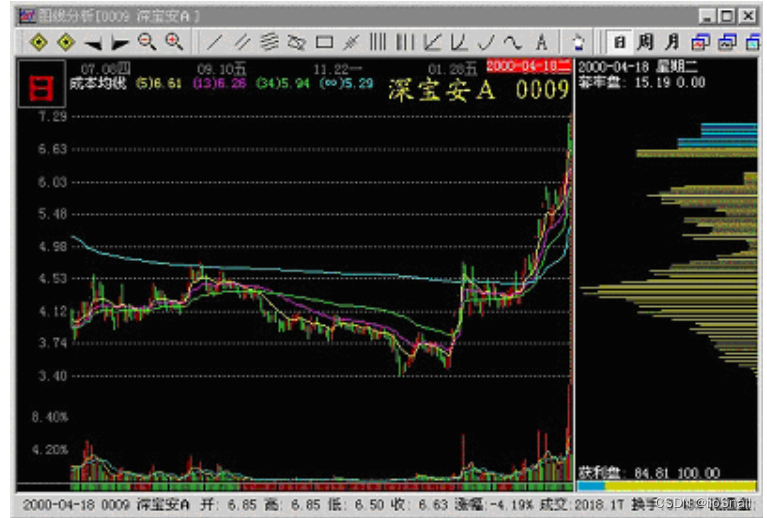 图线分析[0009 深宝安A ]
日 周 月
日
07.08四 09.10五 11.22一 01.28五 2000-04-18二
成本均线 (5)6.61 (13)6.26 (34)5.94 (∞)5.29
深宝安A 0009
7.29
6.63
6.03
5.48
4.98
4.53
4.12
3.74
3.40
8.40%
4.20%
2000-04-18 星期二
套牢盘: 15.19 0.00
获利盘: 84.81 100.00
2000-04-18 0009 深宝安A 开: 6.85 高: 6.85 低: 6.50 收: 6.63 涨幅:-4.19% 成交:2018.1T 换手